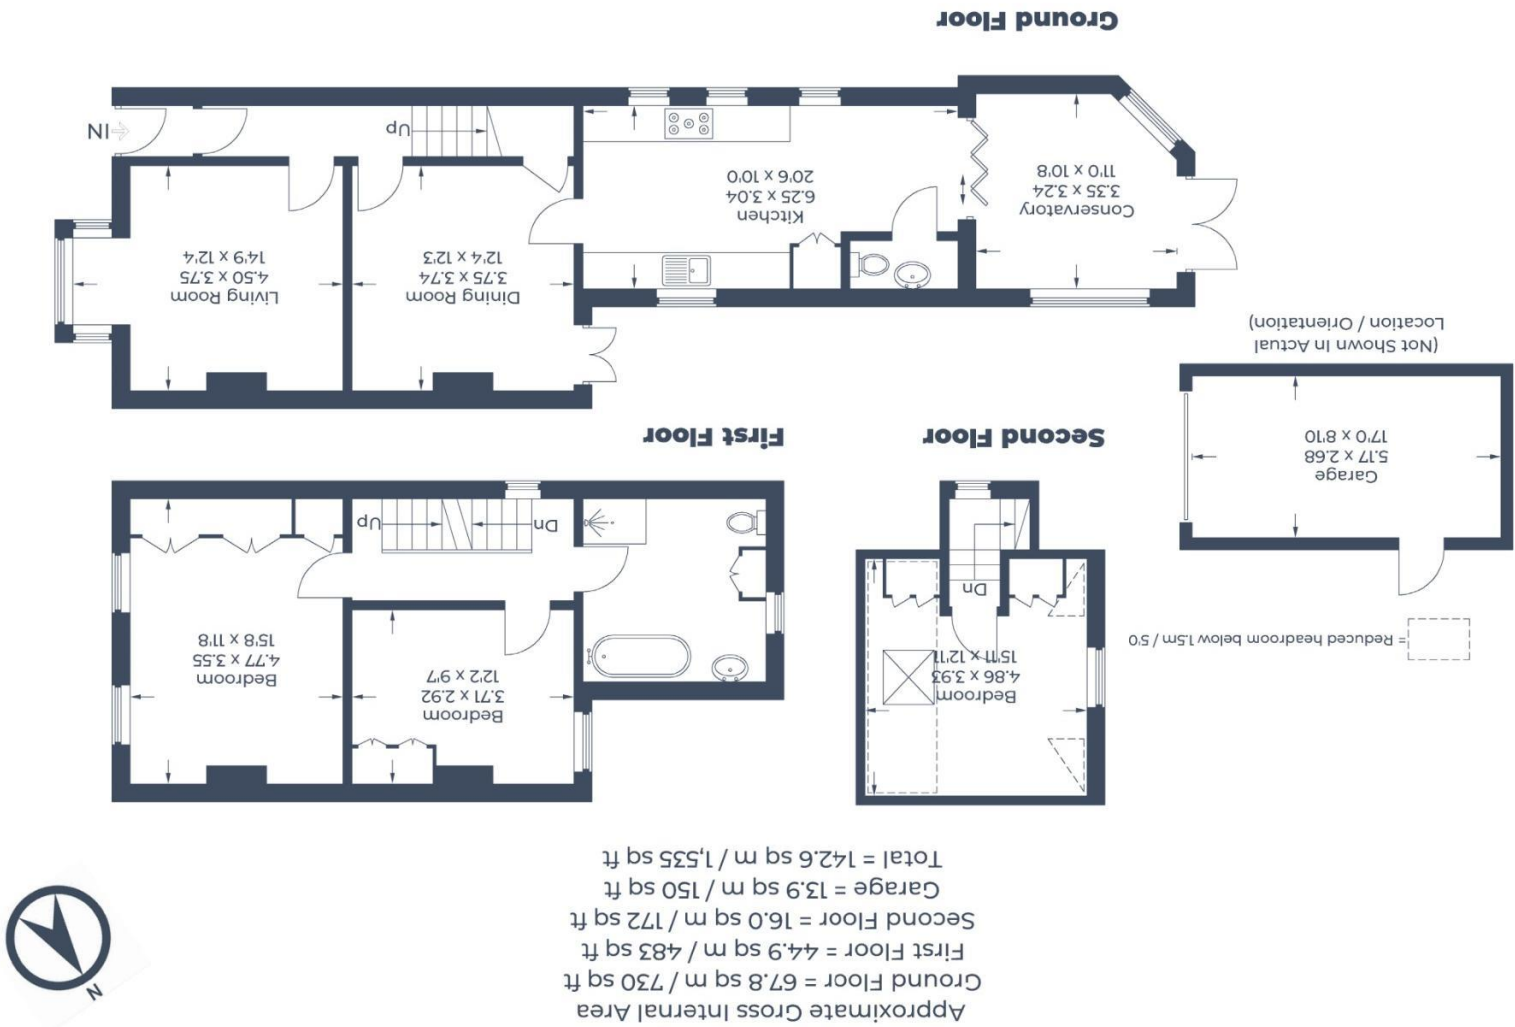 Approximate Gross Internal Area
Ground Floor = 67.8 sq m / 730 sq ft
First Floor = 44.9 sq m / 483 sq ft
Second Floor = 16.0 sq m / 172 sq ft
Garage = 13.9 sq m / 150 sq ft
Total = 142.6 sq m / 1,535 sq ft
N
= Reduced headroom below 1.5m / 5'0
Bedroom
4.86 x 3.93
15'11 x 12'11
Dn
Second Floor
Bedroom
3.71 x 2.92
12'2 x 9'7
Bedroom
4.77 x 3.55
15'8 x 11'8
Dn
Up
First Floor
Garage
5.17 x 2.68
17'0 x 8'10
(Not Shown In Actual
Location / Orientation)
Conservatory
3.35 x 3.24
11'0 x 10'8
Kitchen
6.25 x 3.04
20'6 x 10'0
Dining Room
3.75 x 3.74
12'4 x 12'3
Living Room
4.50 x 3.75
14'9 x 12'4
Up
IN
Ground Floor